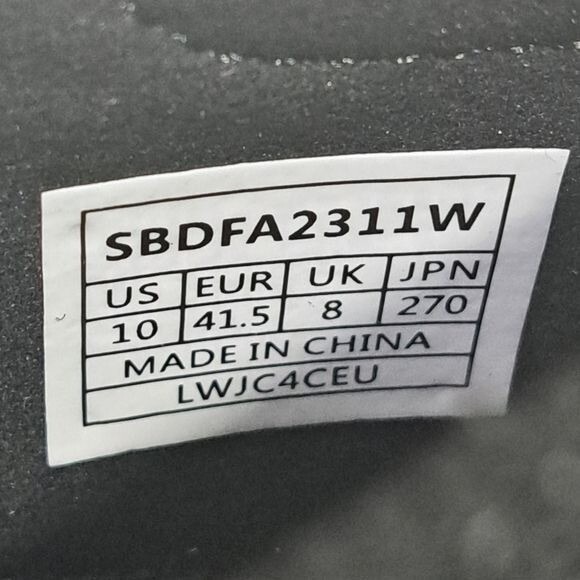 SBDFA2311W
US EUR UK JPN
10 41.5 8 270
MADE IN CHINA
LWJC4CEU